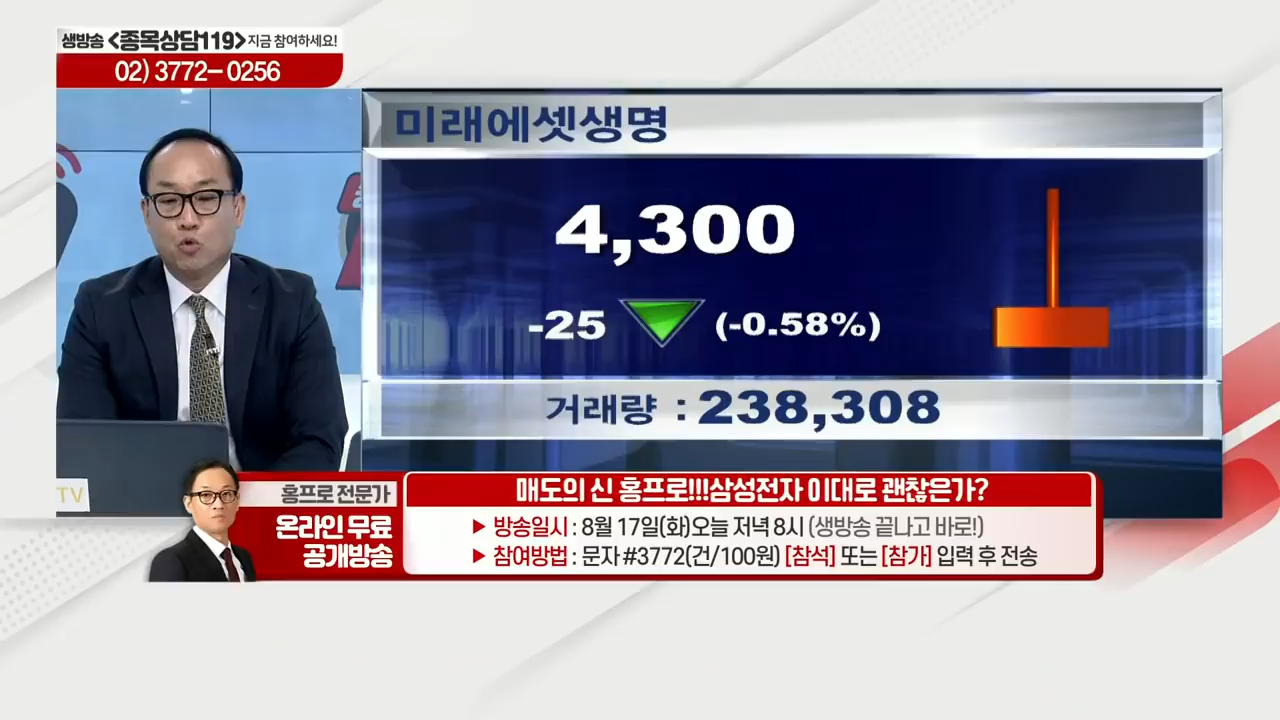 생방송 <종목상담119> 지금 참여하세요!
02) 3772-0256
미래에셋생명
4,300
-25 (-0.58%)
거래량 : 238,308
TV
홍프로 전문가
온라인 무료
공개방송
매도의 신 홍프로!!!삼성전자 이대로 괜찮은가?
▶ 방송일시 : 8월 17일(화)오늘 저녁 8시 (생방송 끝나고 바로!)
▶ 참여방법 : 문자 #3772(건/100원) [참석] 또는 [참가] 입력 후 전송